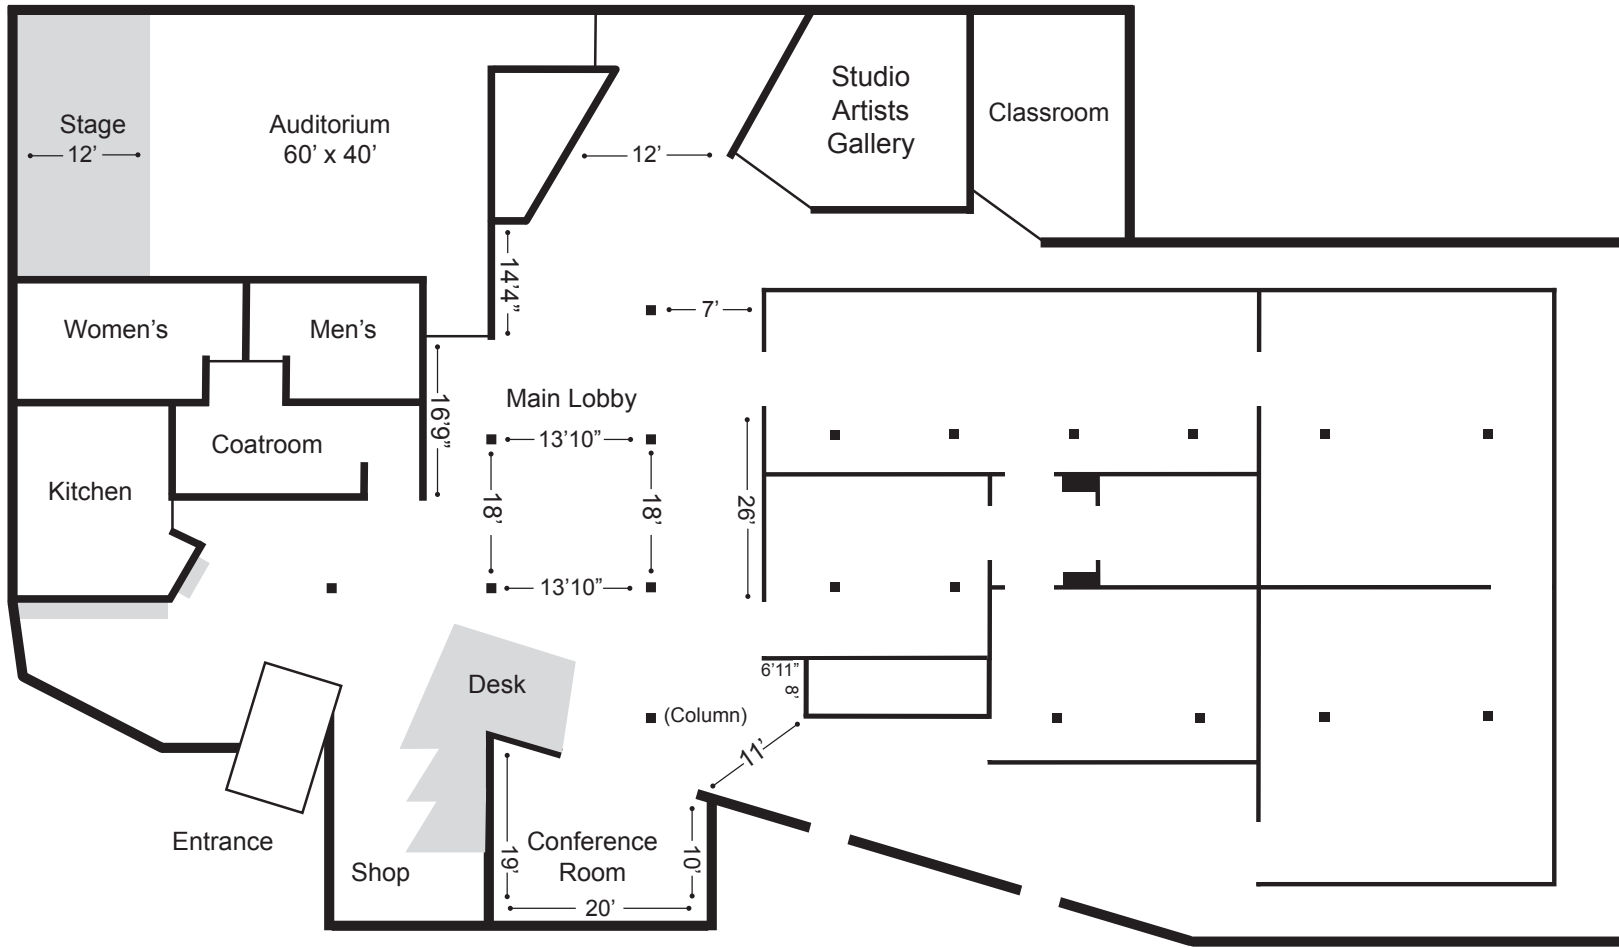 Stage
12’
Auditorium
60’ x 40’
12’
Studio
Artists
Gallery
Classroom
14’4”
7’
Women’s
Men’s
Main Lobby
16’9”
13’10”
Coatroom
Kitchen
18’
18’
26’
13’10”
Desk
6’11”
8’
(Column)
11’
Entrance
Shop
19’
Conference
Room
10’
20’